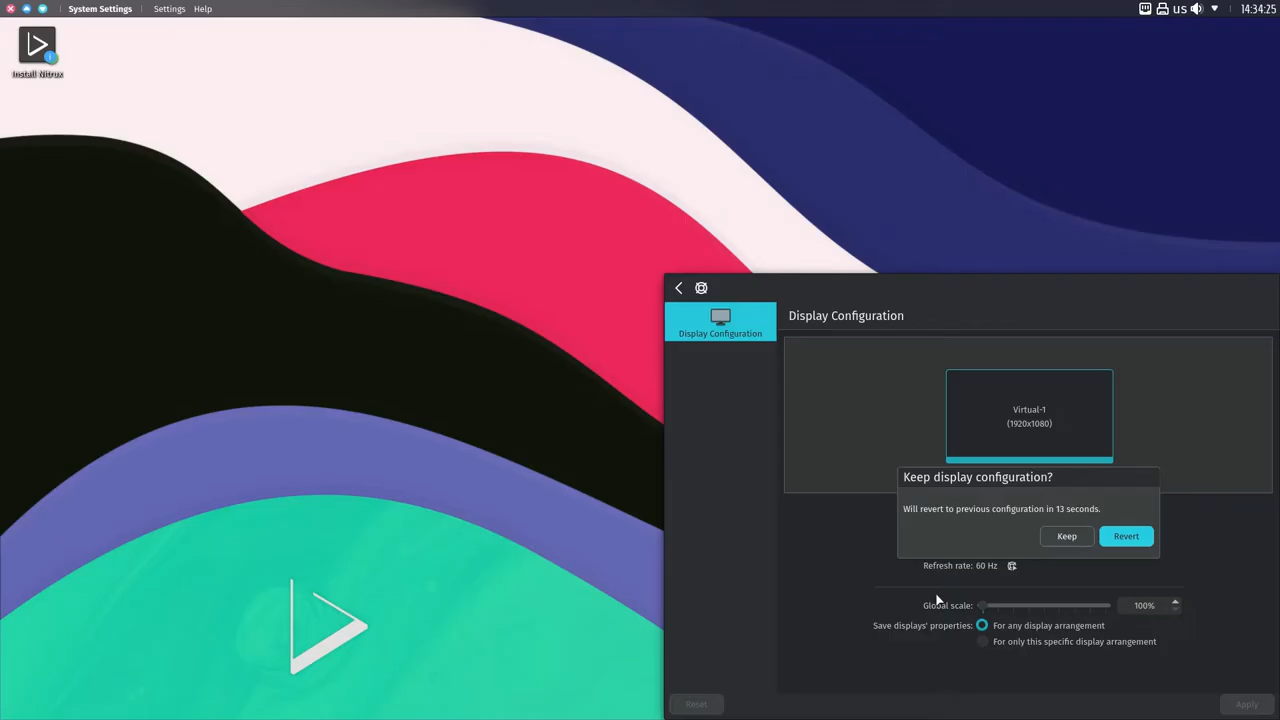 System Settings
Settings
Help
us
14:34:25
Install Nitrux
Display Configuration
Display Configuration
Virtual-1
(1920x1080)
Keep display configuration?
Will revert to previous configuration in 13 seconds.
Keep
Revert
Refresh rate: 60 Hz
Global scale:
100%
Save displays' properties:
For any display arrangement
For only this specific display arrangement
Reset
Apply